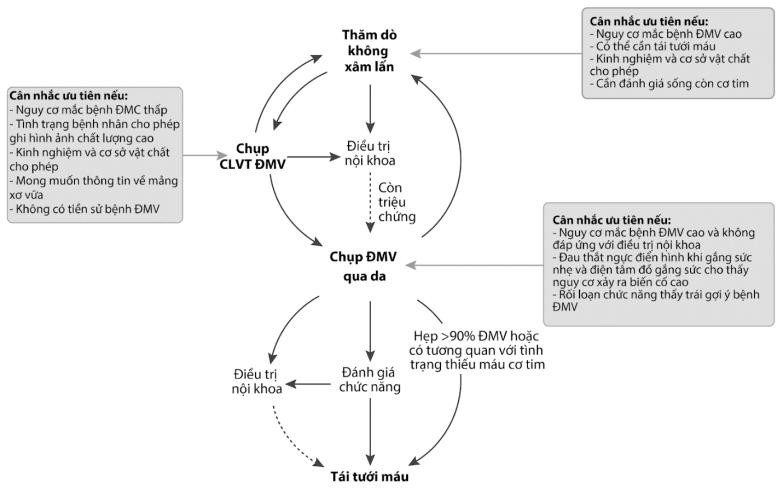 Thăm dò
không
xâm lấn
Cân nhắc ưu tiên nếu:
- Nguy cơ mắc bệnh ĐMV cao
- Có thể cần tái tưới máu
- Kinh nghiệm và cơ sở vật chất
cho phép
- Cần đánh giá sống còn cơ tim
Cân nhắc ưu tiên nếu:
- Nguy cơ mắc bệnh ĐMC thấp
- Tình trạng bệnh nhân cho phép
ghi hình ảnh chất lượng cao
- Kinh nghiệm và cơ sở vật chất
cho phép
- Mong muốn thông tin về mảng
xơ vữa
- Không có tiền sử bệnh ĐMV
Chụp
CLVT ĐMV
Điều trị
nội khoa
Còn
triệu
chứng
Chụp ĐMV
qua da
Cân nhắc ưu tiên nếu:
- Nguy cơ mắc bệnh ĐMV cao và không
đáp ứng với điều trị nội khoa
- Đau thắt ngực điển hình khi gắng sức
nhẹ và điện tâm đồ gắng sức cho thấy
nguy cơ xảy ra biến cố cao
- Rối loạn chức năng thấy trái gợi ý bệnh
ĐMV
Hẹp >90% ĐMV hoặc
có tương quan với tình
trạng thiếu máu cơ tim
Điều trị
nội khoa
Đánh giá
chức năng
Tái tưới máu